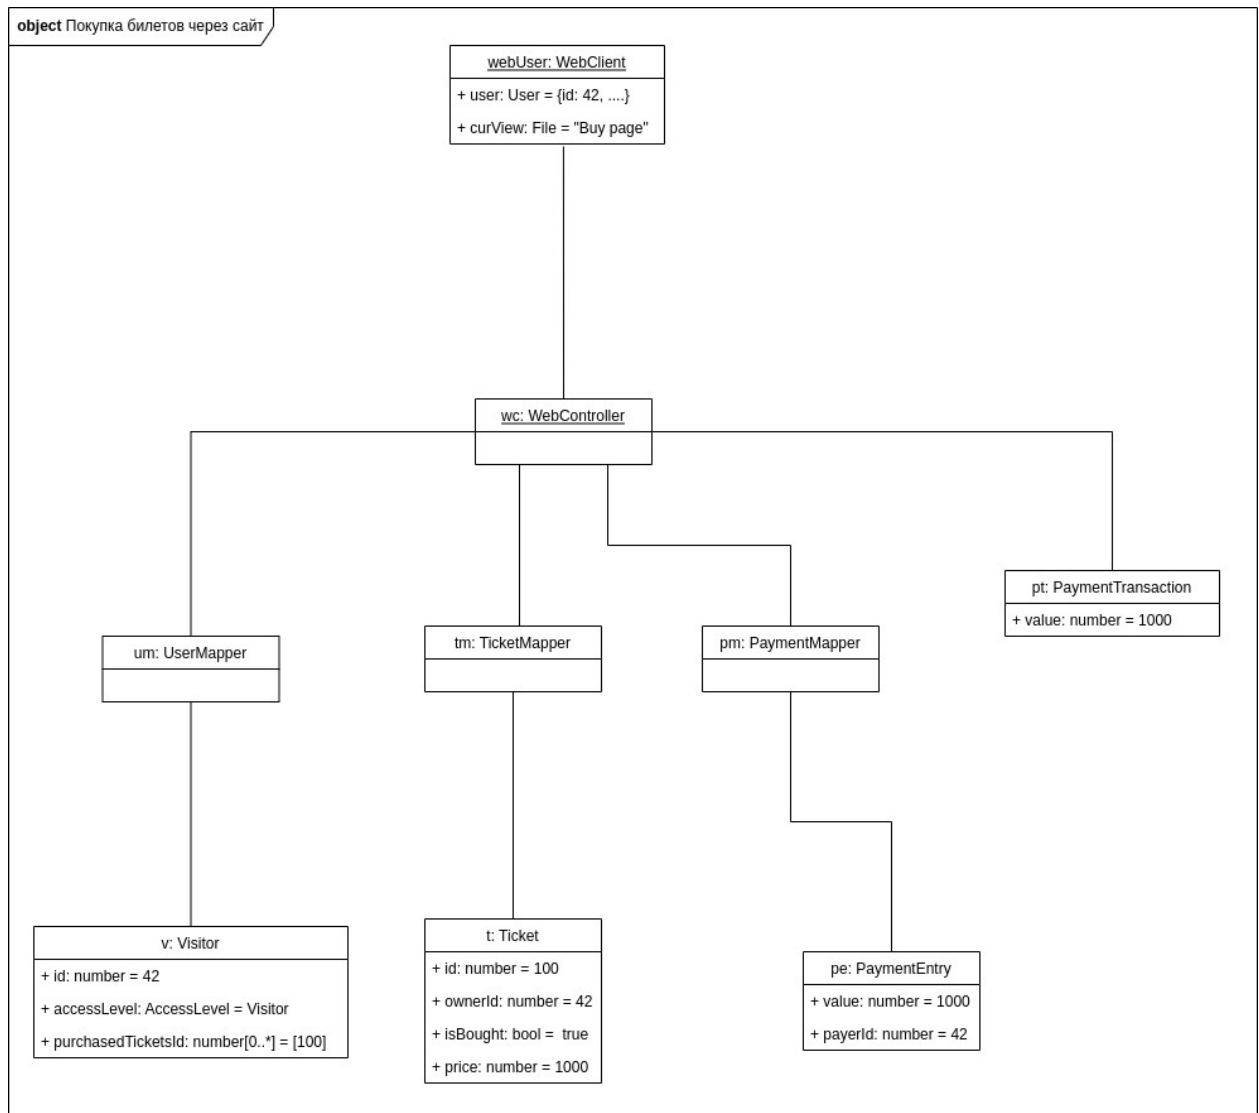 object Покупка билетов через сайт
webUser: WebClient
+ user: User = {id: 42, ....}
+ curView: File = "Buy page"
wc: WebController
pt: PaymentTransaction
+ value: number = 1000
um: UserMapper
tm: TicketMapper
pm: PaymentMapper
v: Visitor
+ id: number = 42
+ accessLevel: AccessLevel = Visitor
+ purchasedTicketsId: number[0..*] = [100]
t: Ticket
+ id: number = 100
+ ownerId: number = 42
+ isBought: bool =  true
+ price: number = 1000
pe: PaymentEntry
+ value: number = 1000
+ payerId: number = 42